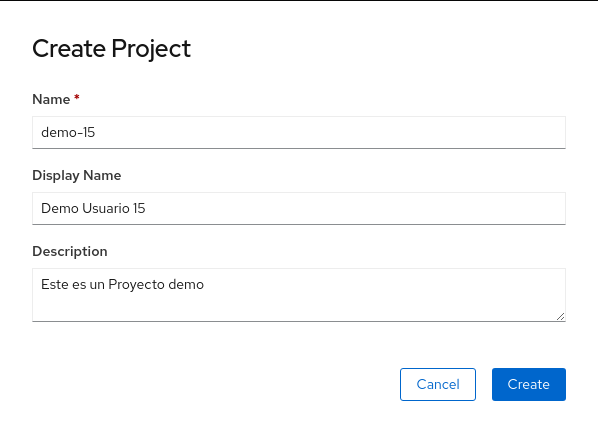 Create Project
Name *
demo-15
Display Name
Demo Usuario 15
Description
Este es un Proyecto demo
Cancel
Create